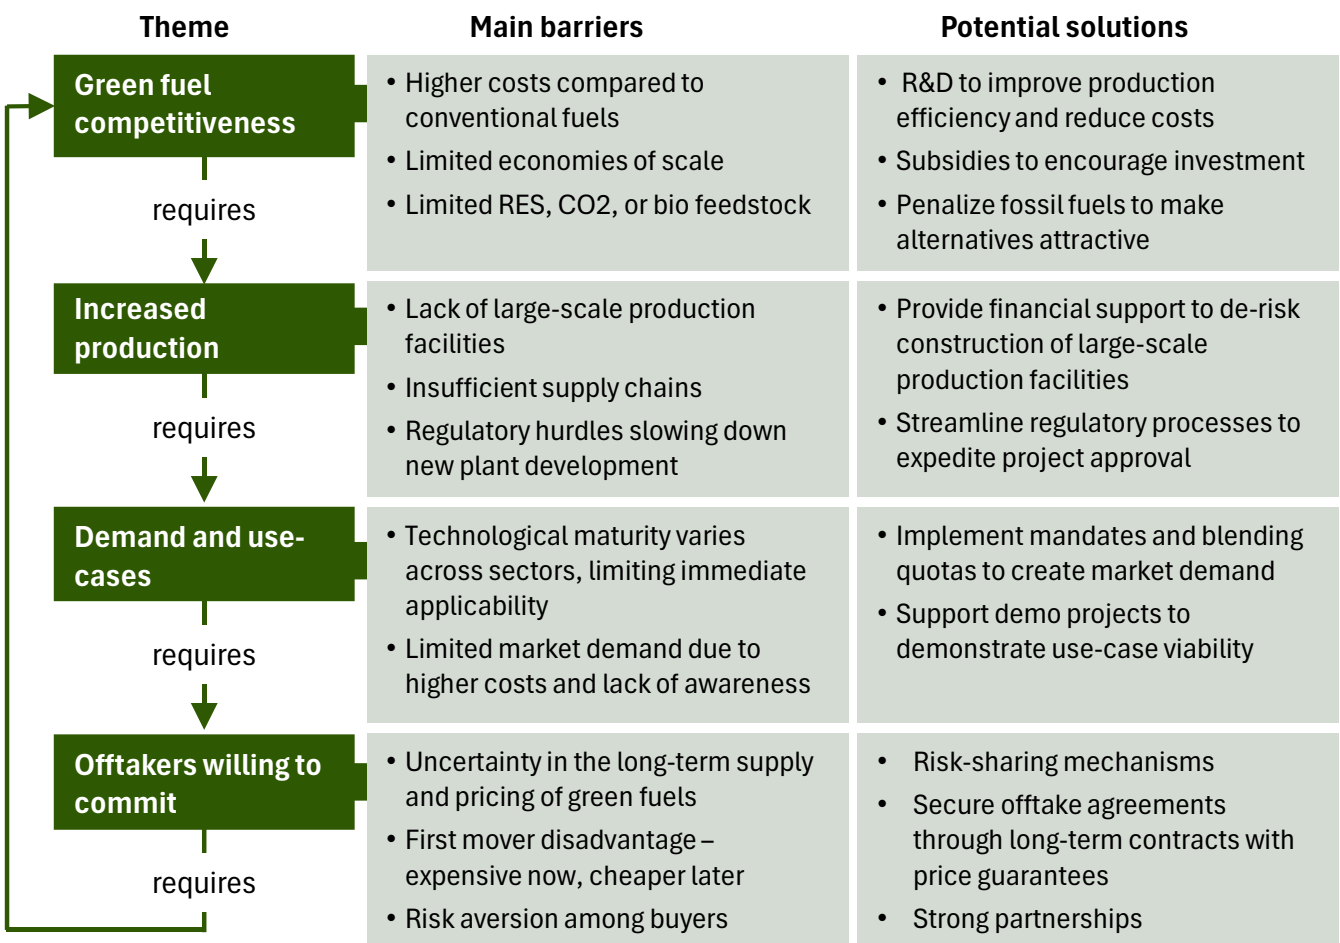 Theme
Main barriers
Potential solutions
Green fuel
competitiveness
• Higher costs compared to
conventional fuels
• Limited economies of scale
• Limited RES, CO2, or bio feedstock
• R&D to improve production
efficiency and reduce costs
• Subsidies to encourage investment
• Penalize fossil fuels to make
alternatives attractive
requires
Increased
production
• Lack of large-scale production
facilities
• Insufficient supply chains
• Regulatory hurdles slowing down
new plant development
• Provide financial support to de-risk
construction of large-scale
production facilities
• Streamline regulatory processes to
expedite project approval
requires
Demand and use-
cases
• Technological maturity varies
across sectors, limiting immediate
applicability
• Limited market demand due to
higher costs and lack of awareness
• Implement mandates and blending
quotas to create market demand
• Support demo projects to
demonstrate use-case viability
requires
Offtakers willing to
commit
• Uncertainty in the long-term supply
and pricing of green fuels
• First mover disadvantage –
expensive now, cheaper later
• Risk aversion among buyers
• Risk-sharing mechanisms
• Secure offtake agreements
through long-term contracts with
price guarantees
• Strong partnerships
requires